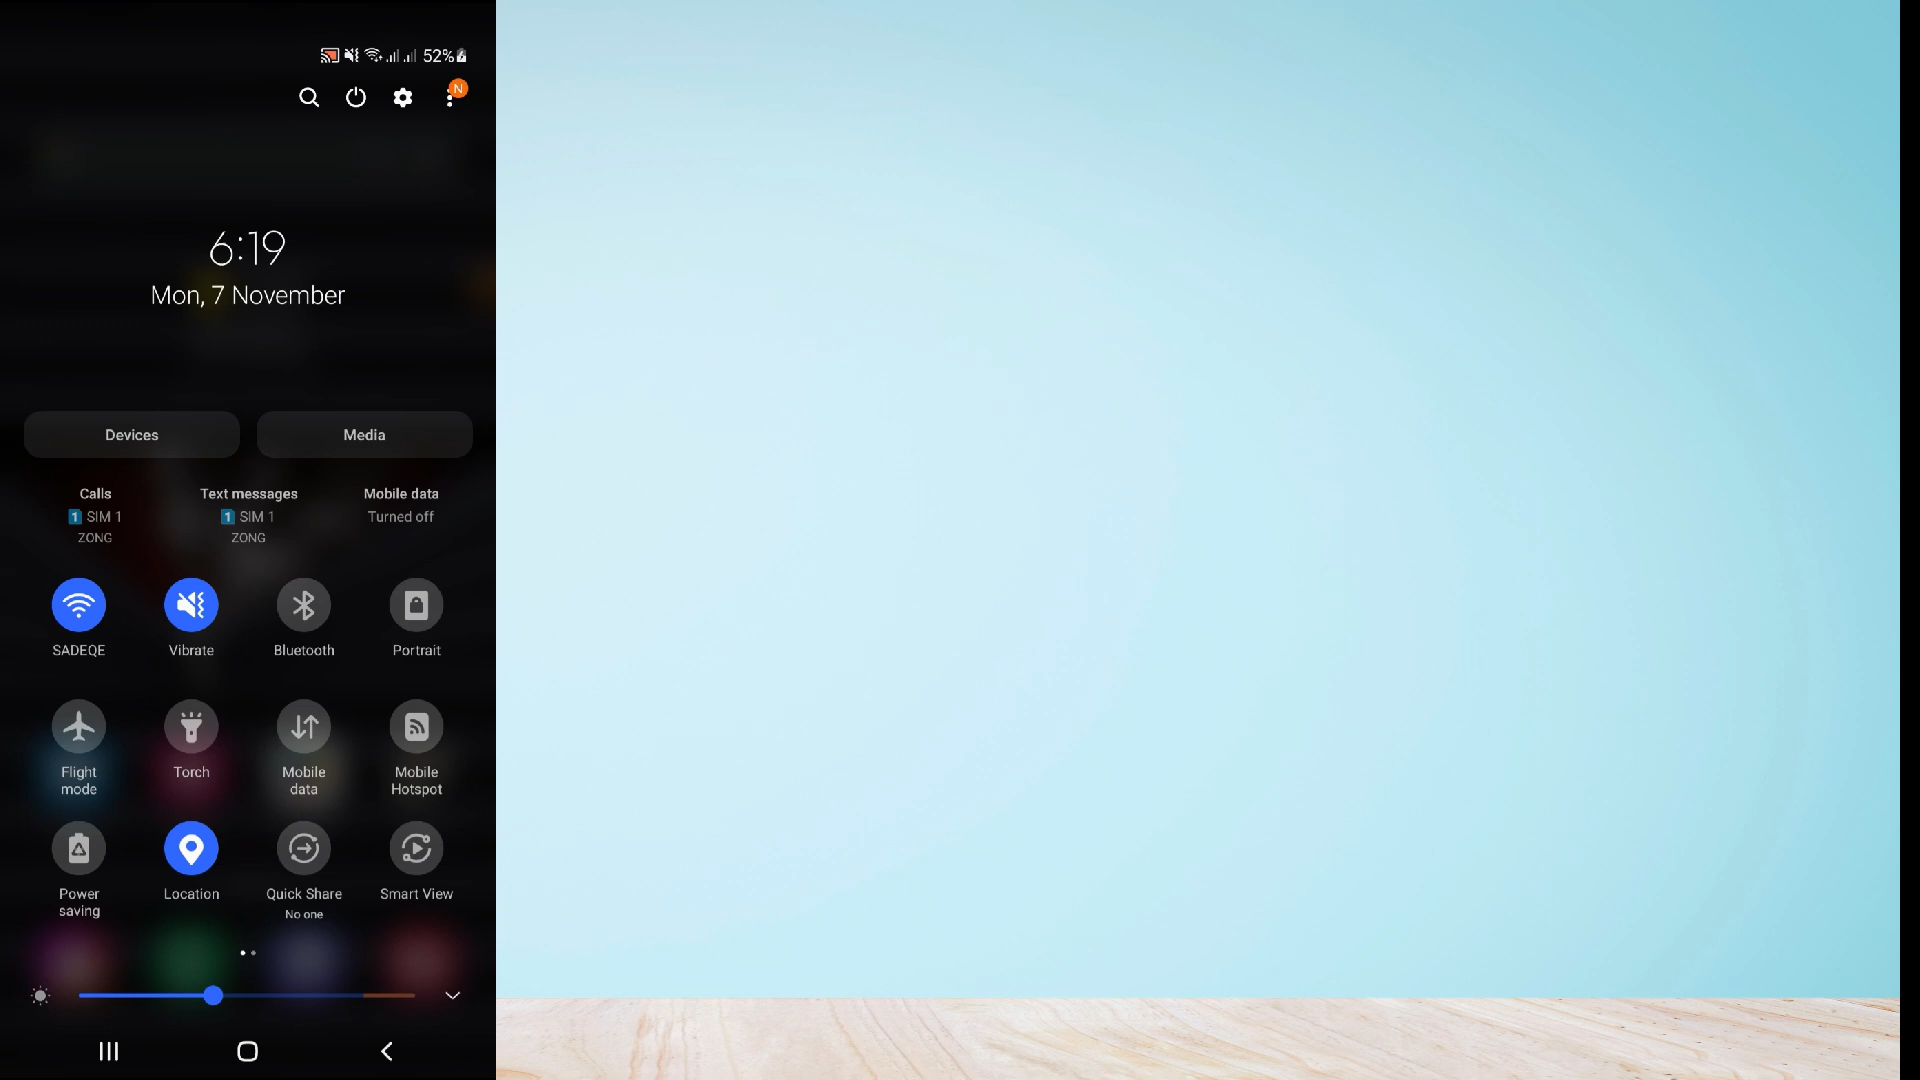 52%
N
6:19
Mon, 7 November
Devices
Media
Calls
Text messages
Mobile data
1 SIM 1
1 SIM 1
Turned off
ZONG
ZONG
SADEQE
Vibrate
Bluetooth
Portrait
Flight
mode
Torch
Mobile
data
Mobile
Hotspot
Power
saving
Location
Quick Share
No one
Smart View